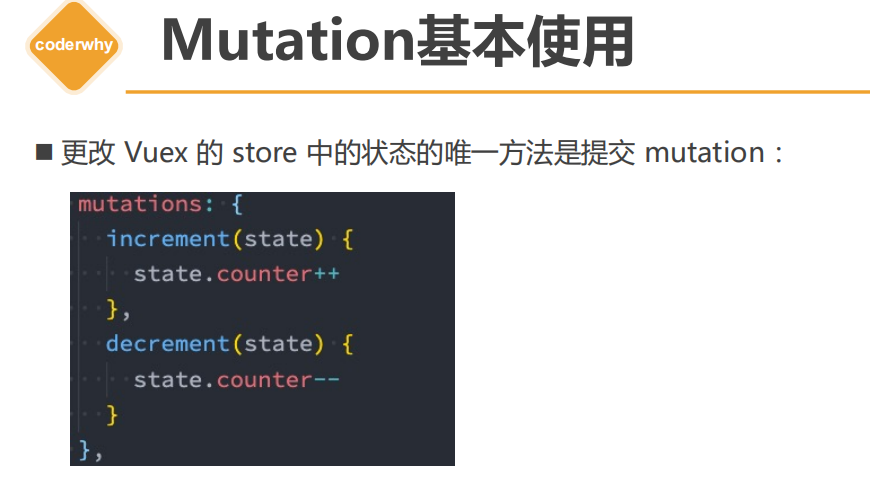 coderwhy
Mutation基本使用
更改 Vuex 的 store 中的状态的唯一方法是提交 mutation：
mutations: {
  increment(state) {
    state.counter++
  },
  decrement(state) {
    state.counter--
  }
},